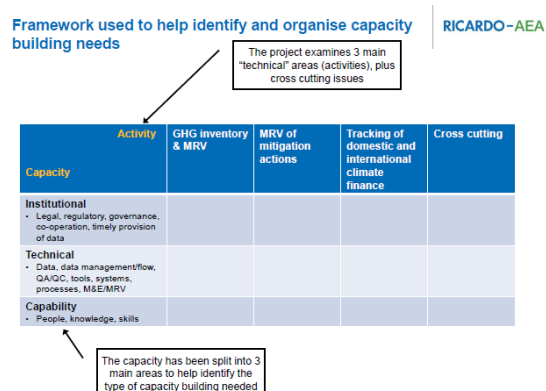 Framework used to help identify and organise capacity
building needs
RICARDO-AEA
The project examines 3 main
"technical" areas (activities), plus
cross cutting issues
Activity
Capacity
GHG inventory
& MRV
MRV of
mitigation
actions
Tracking of
domestic and
international
climate
finance
Cross cutting
Institutional
• Legal, regulatory, governance,
co-operation, timely provision
of data
Technical
• Data, data management/flow,
QA/QC, tools, systems,
processes, M&E/MRV
Capability
• People, knowledge, skills
The capacity has been split into 3
main areas to help identify the
type of capacity building needed